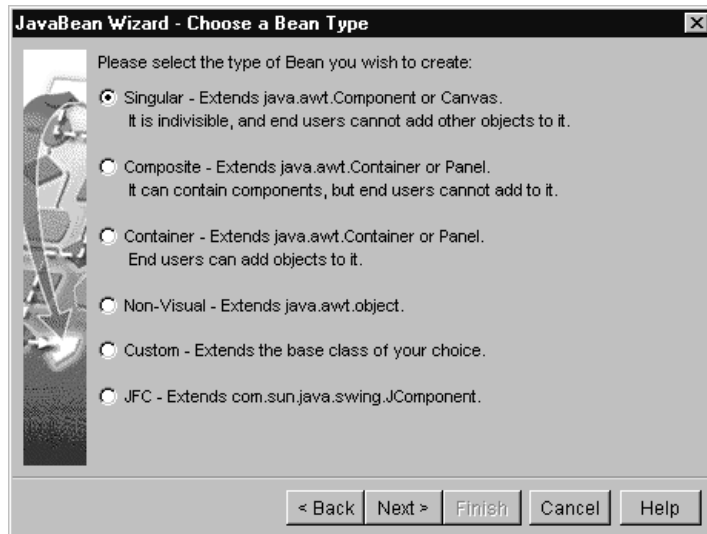 JavaBean Wizard - Choose a Bean Type
Please select the type of Bean you wish to create:
Singular - Extends java.awt.Component or Canvas.
It is indivisible, and end users cannot add other objects to it.
Composite - Extends java.awt.Container or Panel.
It can contain components, but end users cannot add to it.
Container - Extends java.awt.Container or Panel.
End users can add objects to it.
Non-Visual - Extends java.awt.object.
Custom - Extends the base class of your choice.
JFC - Extends com.sun.java.swing.JComponent.
< Back Next > Finish Cancel Help